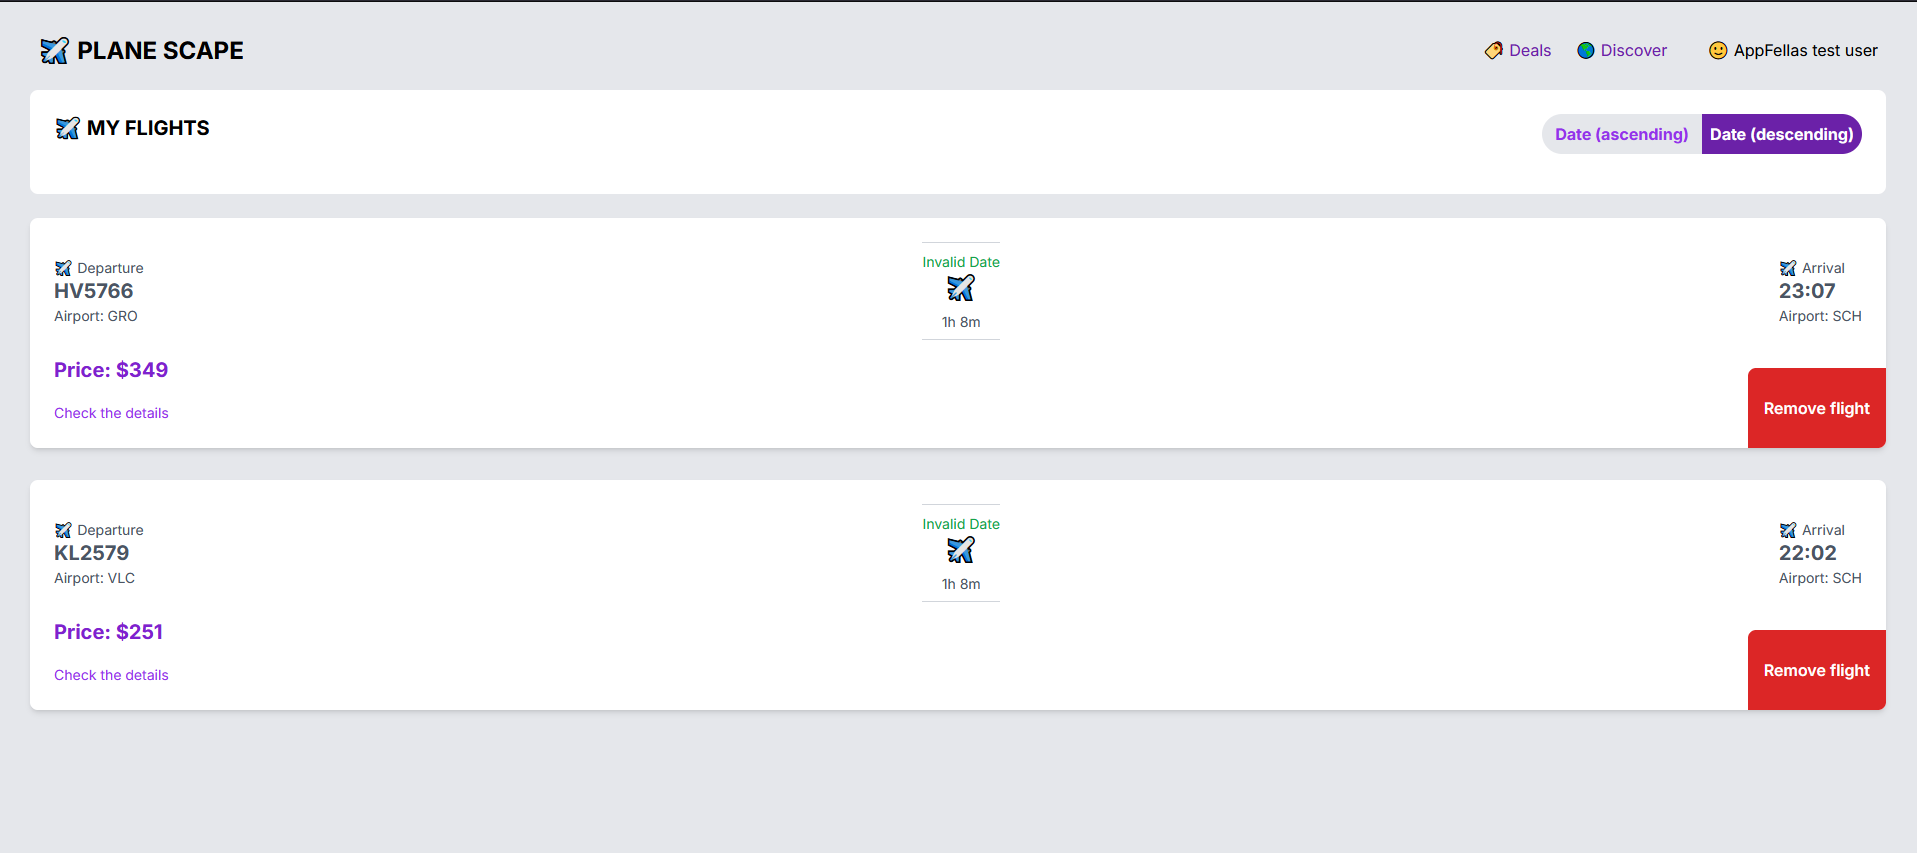 PLANE SCAPE
Deals
Discover
AppFellas test user
MY FLIGHTS
Date (ascending)
Date (descending)
Departure
HV5766
Airport: GRO
Invalid Date
1h 8m
Arrival
23:07
Airport: SCH
Price: $349
Check the details
Remove flight
Departure
KL2579
Airport: VLC
Invalid Date
1h 8m
Arrival
22:02
Airport: SCH
Price: $251
Check the details
Remove flight